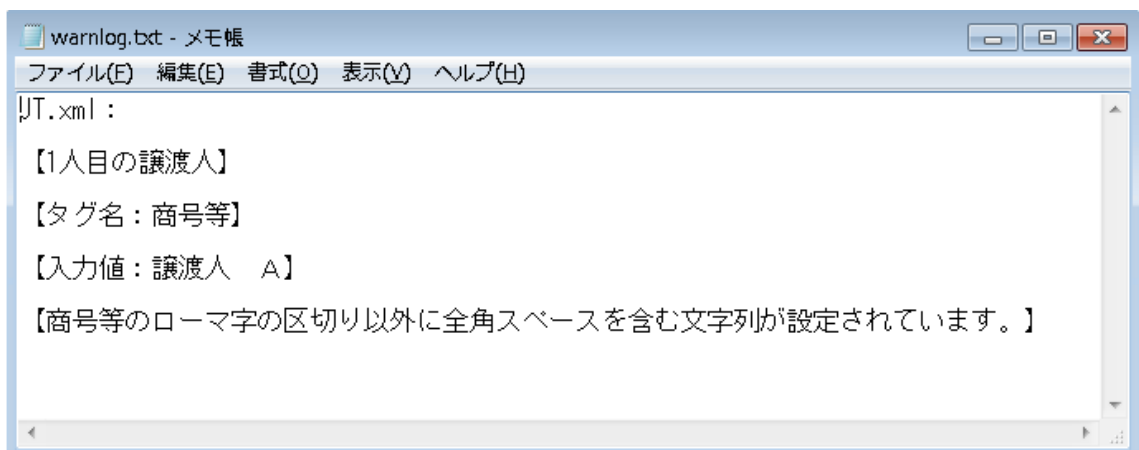 warnlog.txt - メモ帳
ファイル(F) 編集(E) 書式(O) 表示(V) ヘルプ(H)
JT.xml：
【1人目の譲渡人】
【タグ名：商号等】
【入力値：譲渡人　Ａ】
【商号等のローマ字の区切り以外に全角スペースを含む文字列が設定されています。】